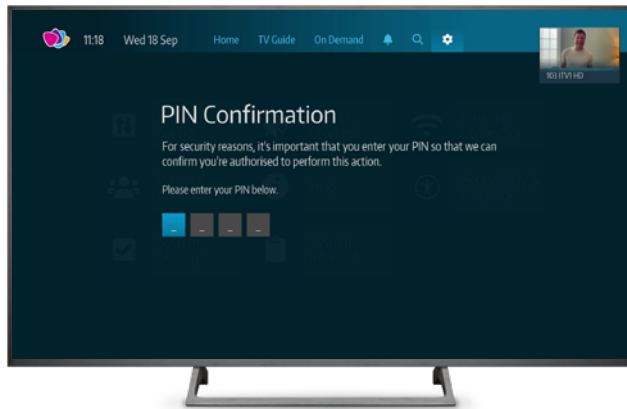 11:18 Wed 18 Sep Home TV Guide On Demand
103 ITV1 HD
PIN Confirmation
For security reasons, it's important that you enter your PIN so that we can
confirm you're authorised to perform this action.
Please enter your PIN below.
_ _ _ _